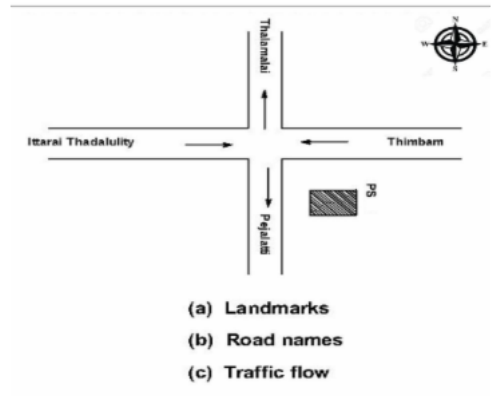 N
W E
S
Thalamalai
Ittarai Thadalulity
Thimbam
PS
Pejalatti
(a) Landmarks
(b) Road names
(c) Traffic flow